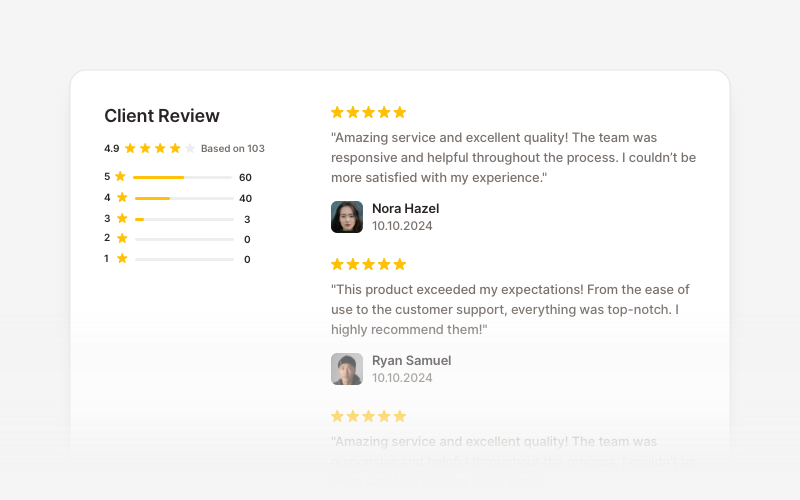 Client Review
4.9 Based on 103
5 60
4 40
3 3
2 0
1 0
"Amazing service and excellent quality! The team was
responsive and helpful throughout the process. I couldn’t be
more satisfied with my experience."
Nora Hazel
10.10.2024
"This product exceeded my expectations! From the ease of
use to the customer support, everything was top-notch. I
highly recommend them!"
Ryan Samuel
10.10.2024
"Amazing service and excellent quality! The team was